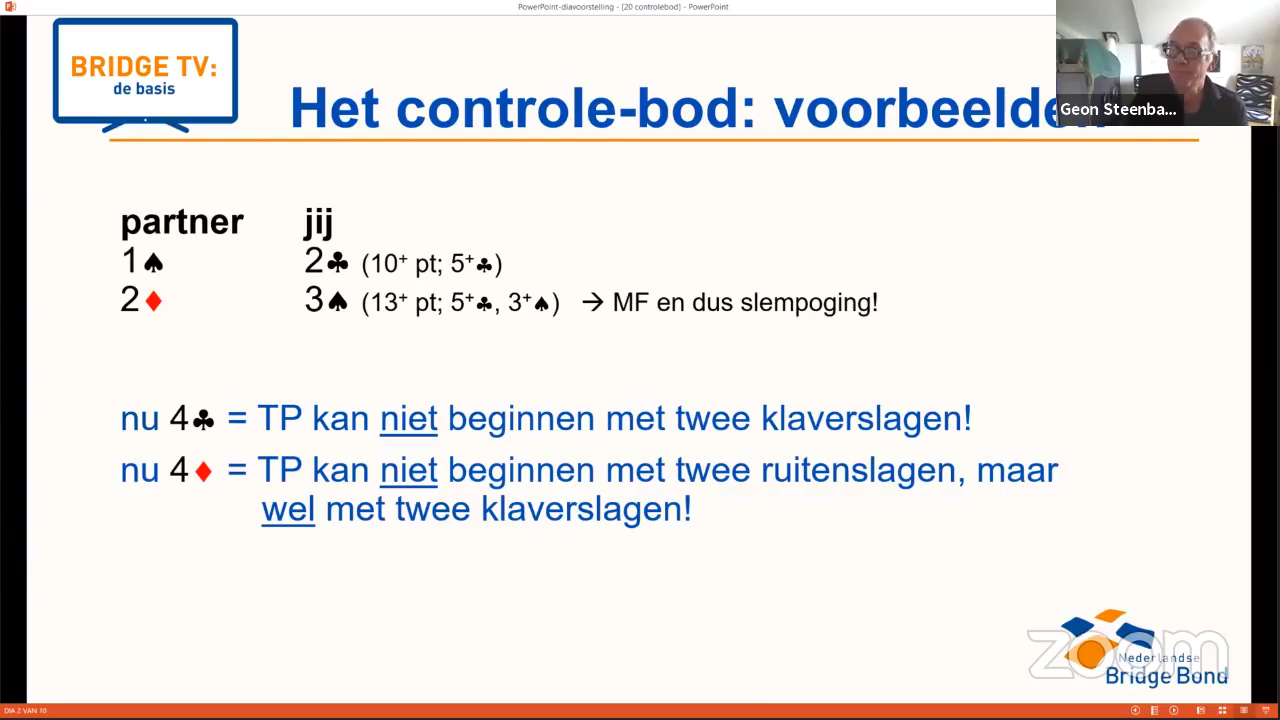 PowerPoint-diavoorstelling - [20 controlebod] - PowerPoint
BRIDGE TV:
de basis
Het controle-bod: voorbeelde
Geon Steenba...
partner jij
1♠ 2♣ (10+ pt; 5+♣)
2♦ 3♠ (13+ pt; 5+♣, 3+♠) → MF en dus slempoging!
nu 4♣ = TP kan niet beginnen met twee klaverslagen!
nu 4♦ = TP kan niet beginnen met twee ruitenslagen, maar
wel met twee klaverslagen!
zoom
Nederlandse
Bridge Bond
DIA 2 VAN 10